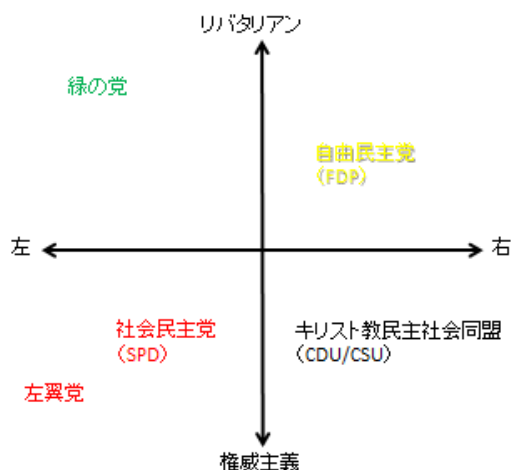 リバタリアン
緑の党
自由民主党
(FDP)
左
右
社会民主党
(SPD)
キリスト教民主社会同盟
(CDU/CSU)
左翼党
権威主義